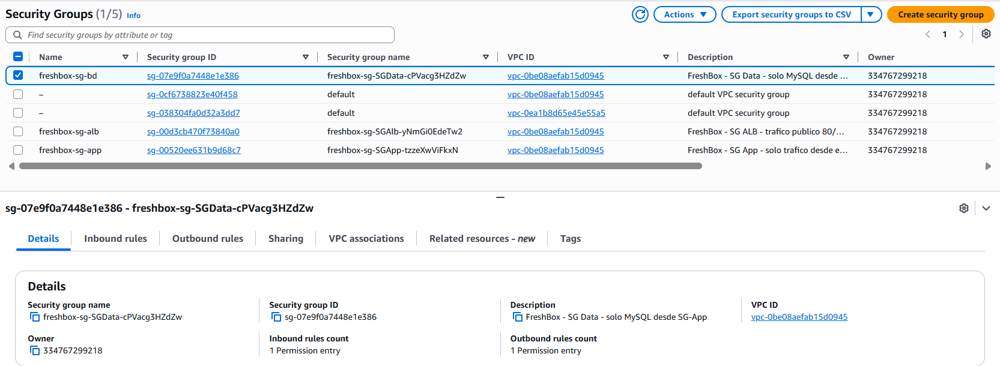 Security Groups (1/5) Info
Actions
Export security groups to CSV
Create security group
Find security groups by attribute or tag
1
Name Security group ID Security group name VPC ID Description Owner
freshbox-sg-bd sg-07e9f0a7448e1e386 freshbox-sg-SGData-cPVacg3HZdZw vpc-0be08aefab15d0945 FreshBox - SG Data - solo MySQL desde ... 334767299218
– sg-0cf6738823e40f458 default vpc-0be08aefab15d0945 default VPC security group 334767299218
– sg-038304fa0d32a3dd7 default vpc-0ea1b8d65e45e55a5 default VPC security group 334767299218
freshbox-sg-alb sg-00d3cb470f73840a0 freshbox-sg-SGAlb-yNmGi0EdeTw2 vpc-0be08aefab15d0945 FreshBox - SG ALB - trafico publico 80/... 334767299218
freshbox-sg-app sg-00520ee631b9d68c7 freshbox-sg-SGApp-tzzeXwViFkxN vpc-0be08aefab15d0945 FreshBox - SG App - solo trafico desde e... 334767299218
sg-07e9f0a7448e1e386 - freshbox-sg-SGData-cPVacg3HZdZw
Details Inbound rules Outbound rules Sharing VPC associations Related resources - new Tags
Details
Security group name Security group ID Description VPC ID
freshbox-sg-SGData-cPVacg3HZdZw sg-07e9f0a7448e1e386 FreshBox - SG Data - solo MySQL desde SG-App vpc-0be08aefab15d0945
Owner Inbound rules count Outbound rules count
334767299218 1 Permission entry 1 Permission entry